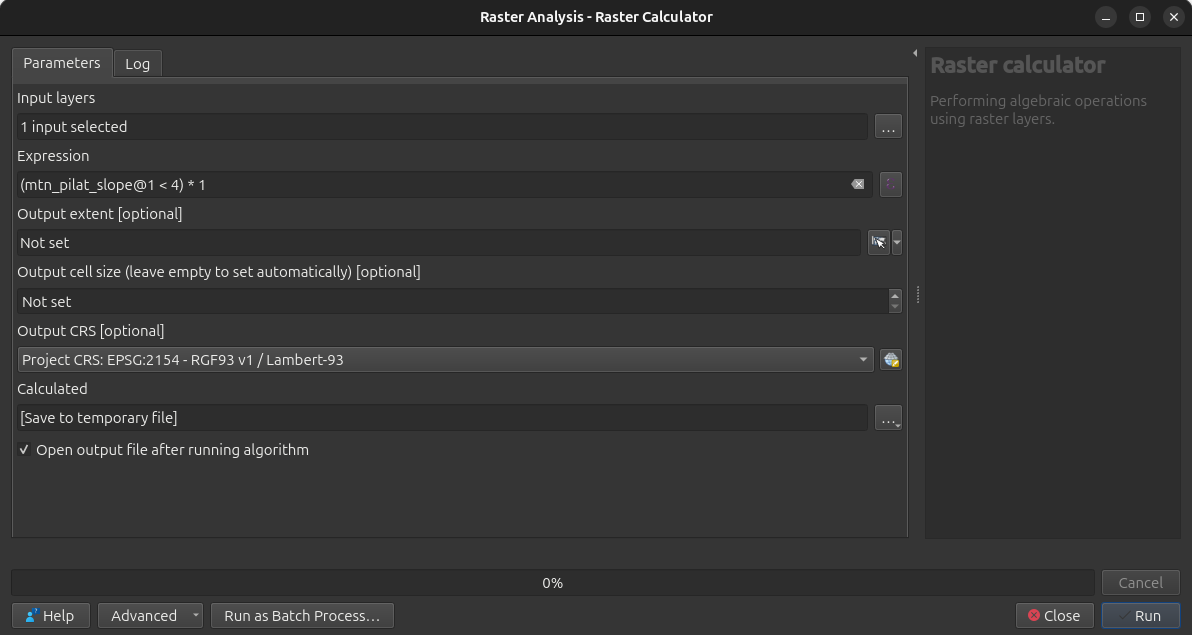 Raster Analysis - Raster Calculator
Parameters
Log
Input layers
1 input selected
...
Expression
(mtn_pilat_slope@1 < 4) * 1
Output extent [optional]
Not set
Output cell size (leave empty to set automatically) [optional]
Not set
Output CRS [optional]
Project CRS: EPSG:2154 - RGF93 v1 / Lambert-93
Calculated
[Save to temporary file]
...
Open output file after running algorithm
Raster calculator
Performing algebraic operations
using raster layers.
0%
Cancel
Help
Advanced
Run as Batch Process…
Close
Run